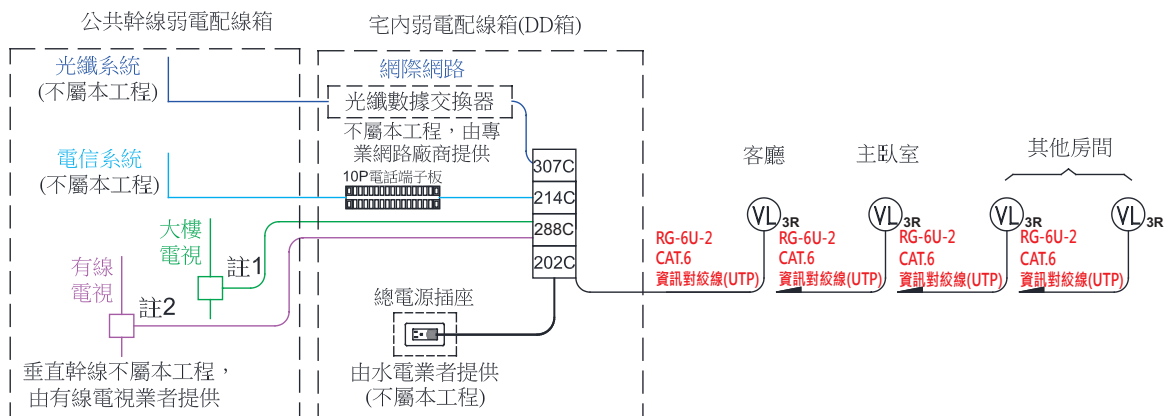 公共幹線弱電配線箱
宅內弱電配線箱(DD箱)
光纖系統
(不屬本工程)
網際網路
光纖數據交換器
不屬本工程，由專
業網路廠商提供
電信系統
(不屬本工程)
10P電話端子板
307C
214C
288C
202C
大樓
電視
註1
有線
電視
註2
垂直幹線不屬本工程，
由有線電視業者提供
總電源插座
由水電業者提供
(不屬本工程)
客廳
主臥室
其他房間
VL 3R
VL 3R
VL 3R
VL 3R
RG-6U-2
CAT.6
資訊對絞線(UTP)
RG-6U-2
CAT.6
資訊對絞線(UTP)
RG-6U-2
CAT.6
資訊對絞線(UTP)
RG-6U-2
CAT.6
資訊對絞線(UTP)